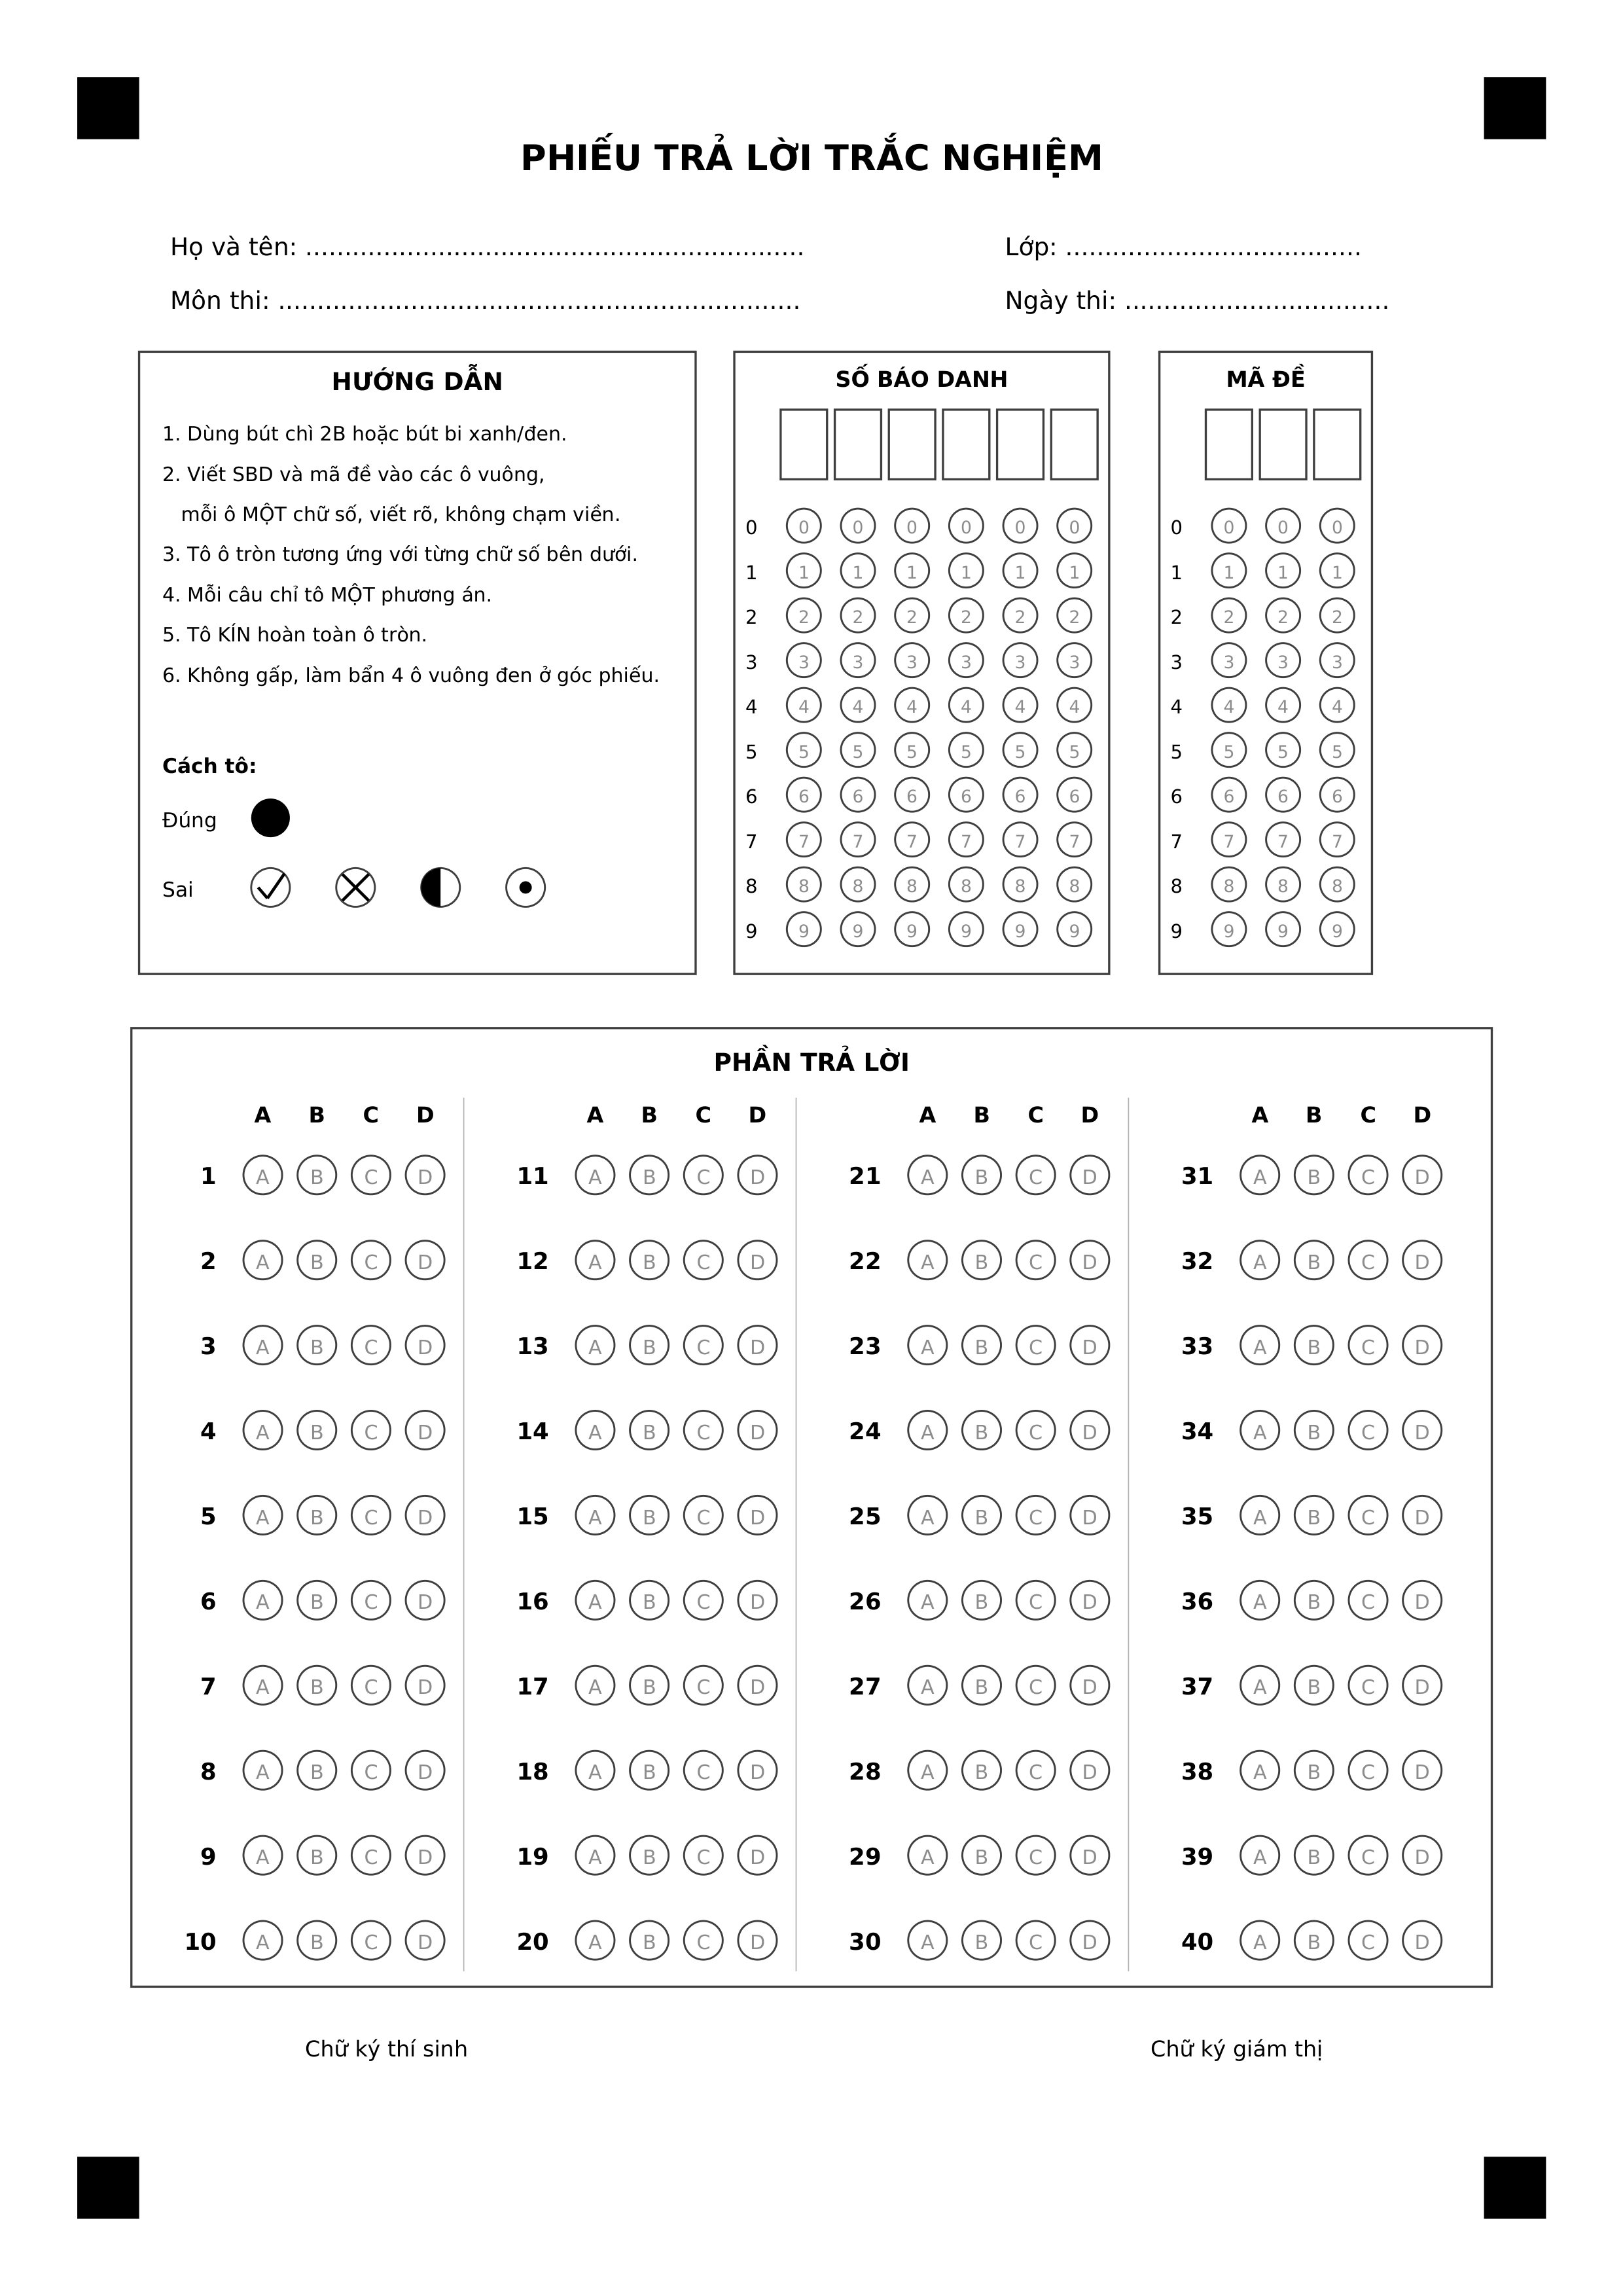 PHIẾU TRẢ LỜI TRẮC NGHIỆM
Họ và tên: ................................................................ Lớp: ......................................
Môn thi: ................................................................... Ngày thi: ..................................
HƯỚNG DẪN
1. Dùng bút chì 2B hoặc bút bi xanh/đen.
2. Viết SBD và mã đề vào các ô vuông,
mỗi ô MỘT chữ số, viết rõ, không chạm viền.
3. Tô ô tròn tương ứng với từng chữ số bên dưới.
4. Mỗi câu chỉ tô MỘT phương án.
5. Tô KÍN hoàn toàn ô tròn.
6. Không gấp, làm bẩn 4 ô vuông đen ở góc phiếu.
Cách tô:
Đúng
Sai
SỐ BÁO DANH
0 0 0 0 0 0 0
1 1 1 1 1 1 1
2 2 2 2 2 2 2
3 3 3 3 3 3 3
4 4 4 4 4 4 4
5 5 5 5 5 5 5
6 6 6 6 6 6 6
7 7 7 7 7 7 7
8 8 8 8 8 8 8
9 9 9 9 9 9 9
MÃ ĐỀ
0 0 0 0
1 1 1 1
2 2 2 2
3 3 3 3
4 4 4 4
5 5 5 5
6 6 6 6
7 7 7 7
8 8 8 8
9 9 9 9
PHẦN TRẢ LỜI
A B C D A B C D A B C D A B C D
1 A B C D 11 A B C D 21 A B C D 31 A B C D
2 A B C D 12 A B C D 22 A B C D 32 A B C D
3 A B C D 13 A B C D 23 A B C D 33 A B C D
4 A B C D 14 A B C D 24 A B C D 34 A B C D
5 A B C D 15 A B C D 25 A B C D 35 A B C D
6 A B C D 16 A B C D 26 A B C D 36 A B C D
7 A B C D 17 A B C D 27 A B C D 37 A B C D
8 A B C D 18 A B C D 28 A B C D 38 A B C D
9 A B C D 19 A B C D 29 A B C D 39 A B C D
10 A B C D 20 A B C D 30 A B C D 40 A B C D
Chữ ký thí sinh Chữ ký giám thị